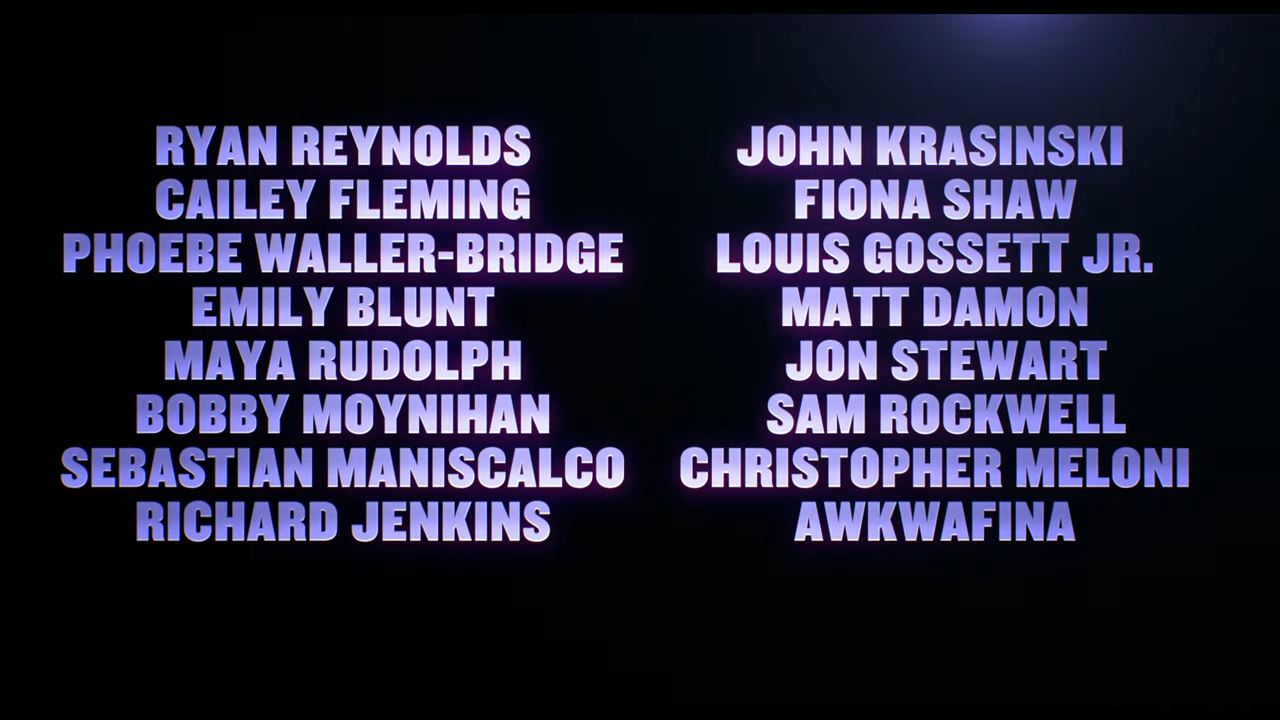 RYAN REYNOLDS
CAILEY FLEMING
PHOEBE WALLER-BRIDGE
EMILY BLUNT
MAYA RUDOLPH
BOBBY MOYNIHAN
SEBASTIAN MANISCALCO
RICHARD JENKINS
JOHN KRASINSKI
FIONA SHAW
LOUIS GOSSETT JR.
MATT DAMON
JON STEWART
SAM ROCKWELL
CHRISTOPHER MELONI
AWKWAFINA